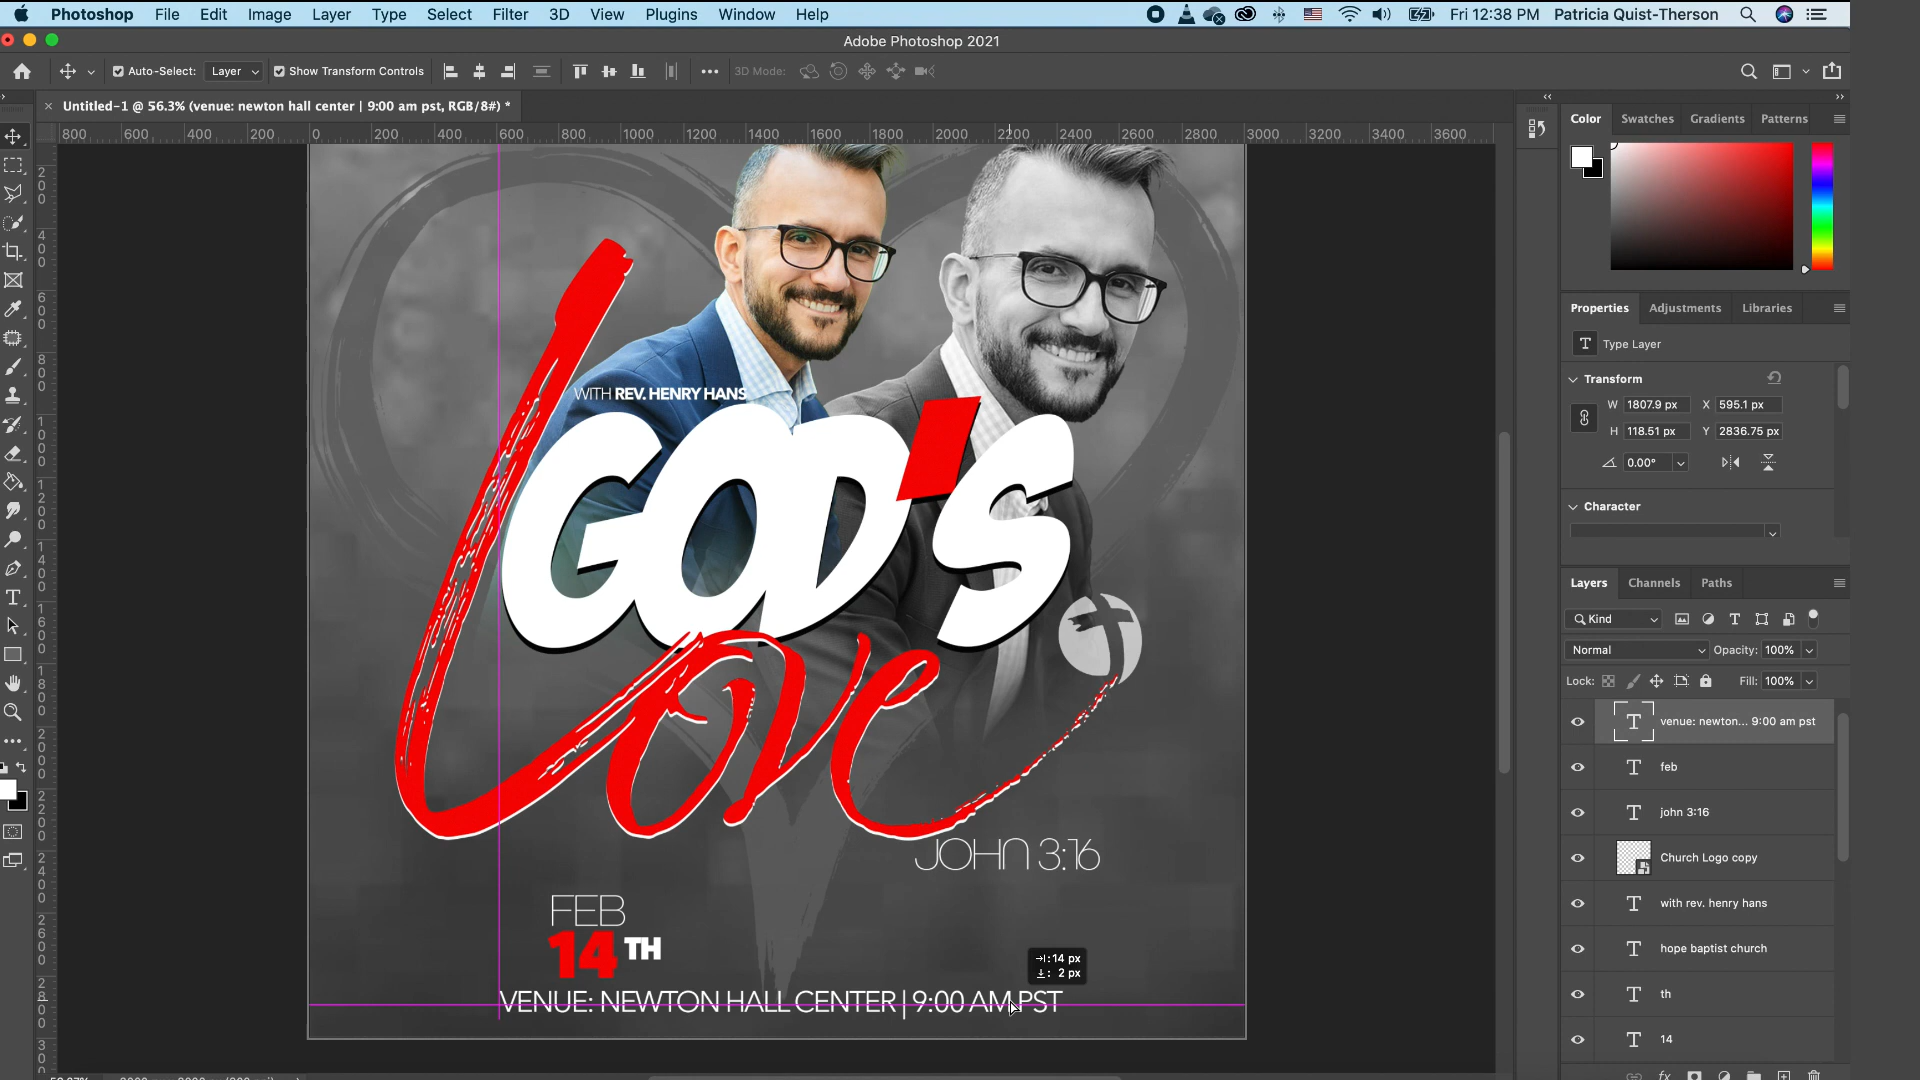 Photoshop File Edit Image Layer Type Select Filter 3D View Plugins Window Help Fri 12:38 PM Patricia Quist-Therson
Adobe Photoshop 2021
Auto-Select: Layer Show Transform Controls 3D Mode:
Untitled-1 @ 56.3% (venue: newton hall center | 9:00 am pst, RGB/8#) *
800 600 400 200 0 200 400 600 800 1000 1200 1400 1600 1800 2000 2200 2400 2600 2800 3000 3200 3400 3600
WITH REV. HENRY HANS
GOD'S
Love
JOHN 3:16
FEB
14TH
:14 px
: 2 px
VENUE: NEWTON HALL CENTER | 9:00 AM PST
Color Swatches Gradients Patterns
Properties Adjustments Libraries
Type Layer
Transform
W 1807.9 px X 595.1 px
H 118.51 px Y 2836.75 px
0.00°
Character
Layers Channels Paths
Kind
Normal Opacity: 100%
Lock: Fill: 100%
venue: newton... 9:00 am pst
feb
john 3:16
Church Logo copy
with rev. henry hans
hope baptist church
th
14